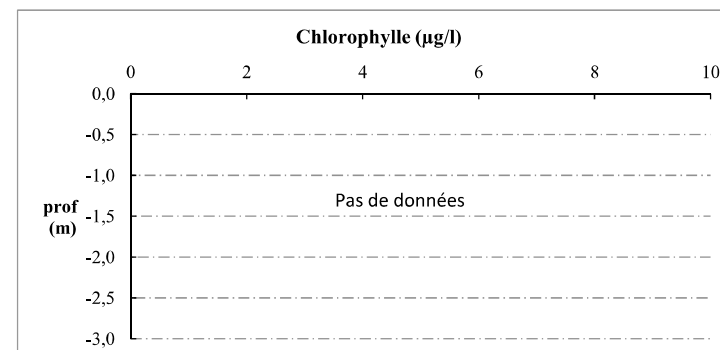 Chlorophylle (µg/l)
0 2 4 6 8 10
0,0
-0,5
-1,0
Pas de données
prof
(m)
-1,5
-2,0
-2,5
-3,0